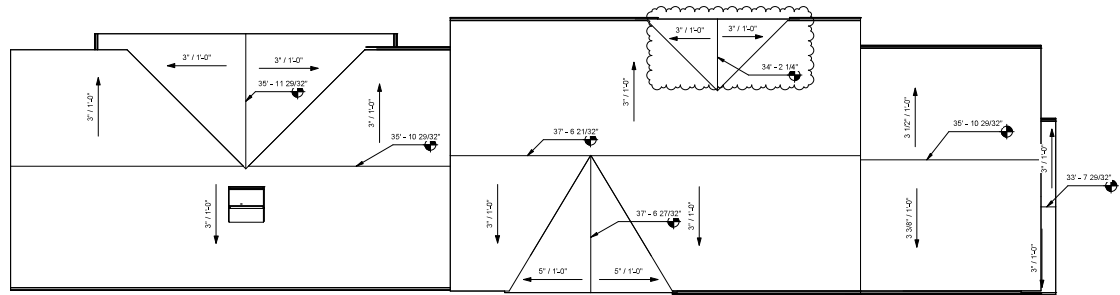 3" / 1'-0"
3" / 1'-0"
34' - 2 1/4"
3" / 1'-0"
3" / 1'-0"
35' - 11 29/32"
3" / 1'-0"
3" / 1'-0"
3" / 1'-0"
3 1/2" / 1'-0"
35' - 10 29/32"
37' - 6 21/32"
35' - 10 29/32"
3" / 1'-0"
33' - 7 29/32"
3" / 1'-0"
3" / 1'-0"
37' - 6 27/32"
3" / 1'-0"
3 3/8" / 1'-0"
3" / 1'-0"
5" / 1'-0"
5" / 1'-0"